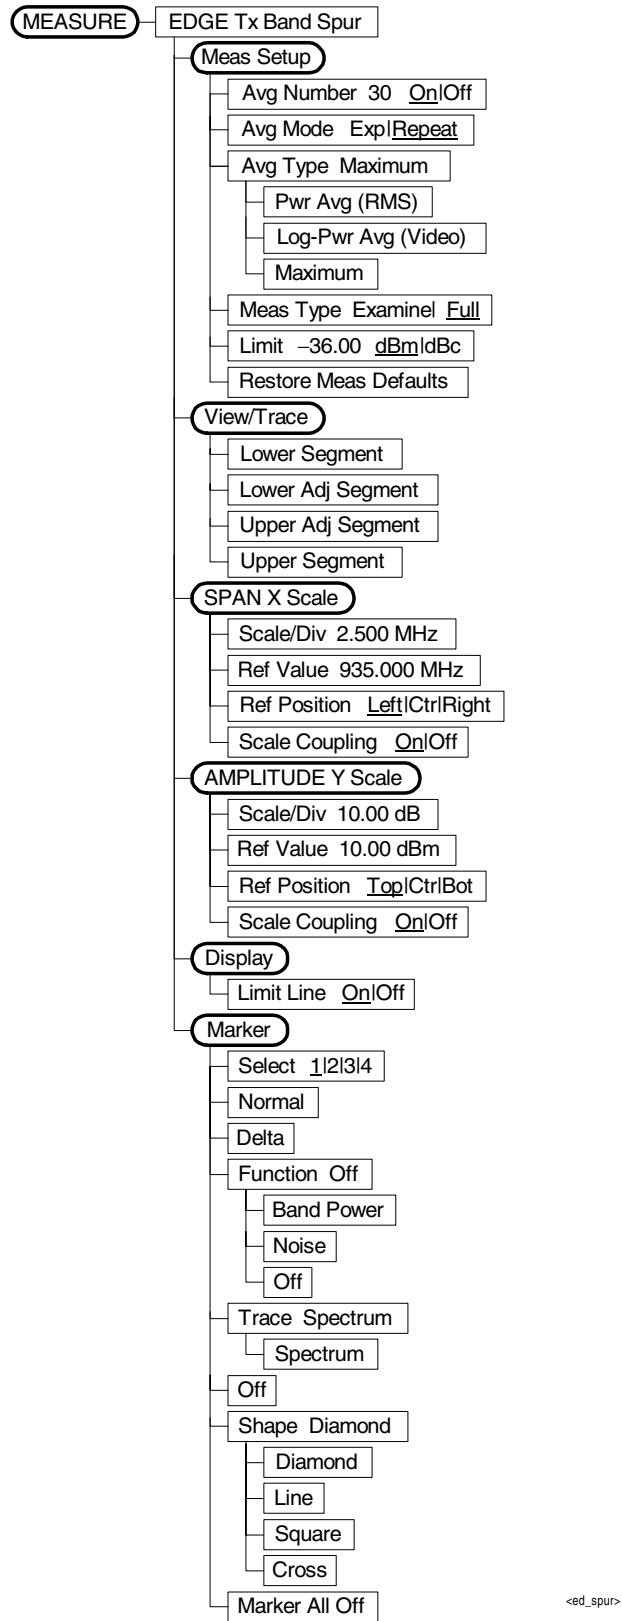 MEASURE
EDGE Tx Band Spur
Meas Setup
Avg Number 30 On|Off
Avg Mode Exp|Repeat
Avg Type Maximum
Pwr Avg (RMS)
Log-Pwr Avg (Video)
Maximum
Meas Type Examine| Full
Limit −36.00 dBm|dBc
Restore Meas Defaults
View/Trace
Lower Segment
Lower Adj Segment
Upper Adj Segment
Upper Segment
SPAN X Scale
Scale/Div 2.500 MHz
Ref Value 935.000 MHz
Ref Position Left|Ctr|Right
Scale Coupling On|Off
AMPLITUDE Y Scale
Scale/Div 10.00 dB
Ref Value 10.00 dBm
Ref Position Top|Ctr|Bot
Scale Coupling On|Off
Display
Limit Line On|Off
Marker
Select 1|2|3|4
Normal
Delta
Function Off
Band Power
Noise
Off
Trace Spectrum
Spectrum
Off
Shape Diamond
Diamond
Line
Square
Cross
Marker All Off
<ed_spur>